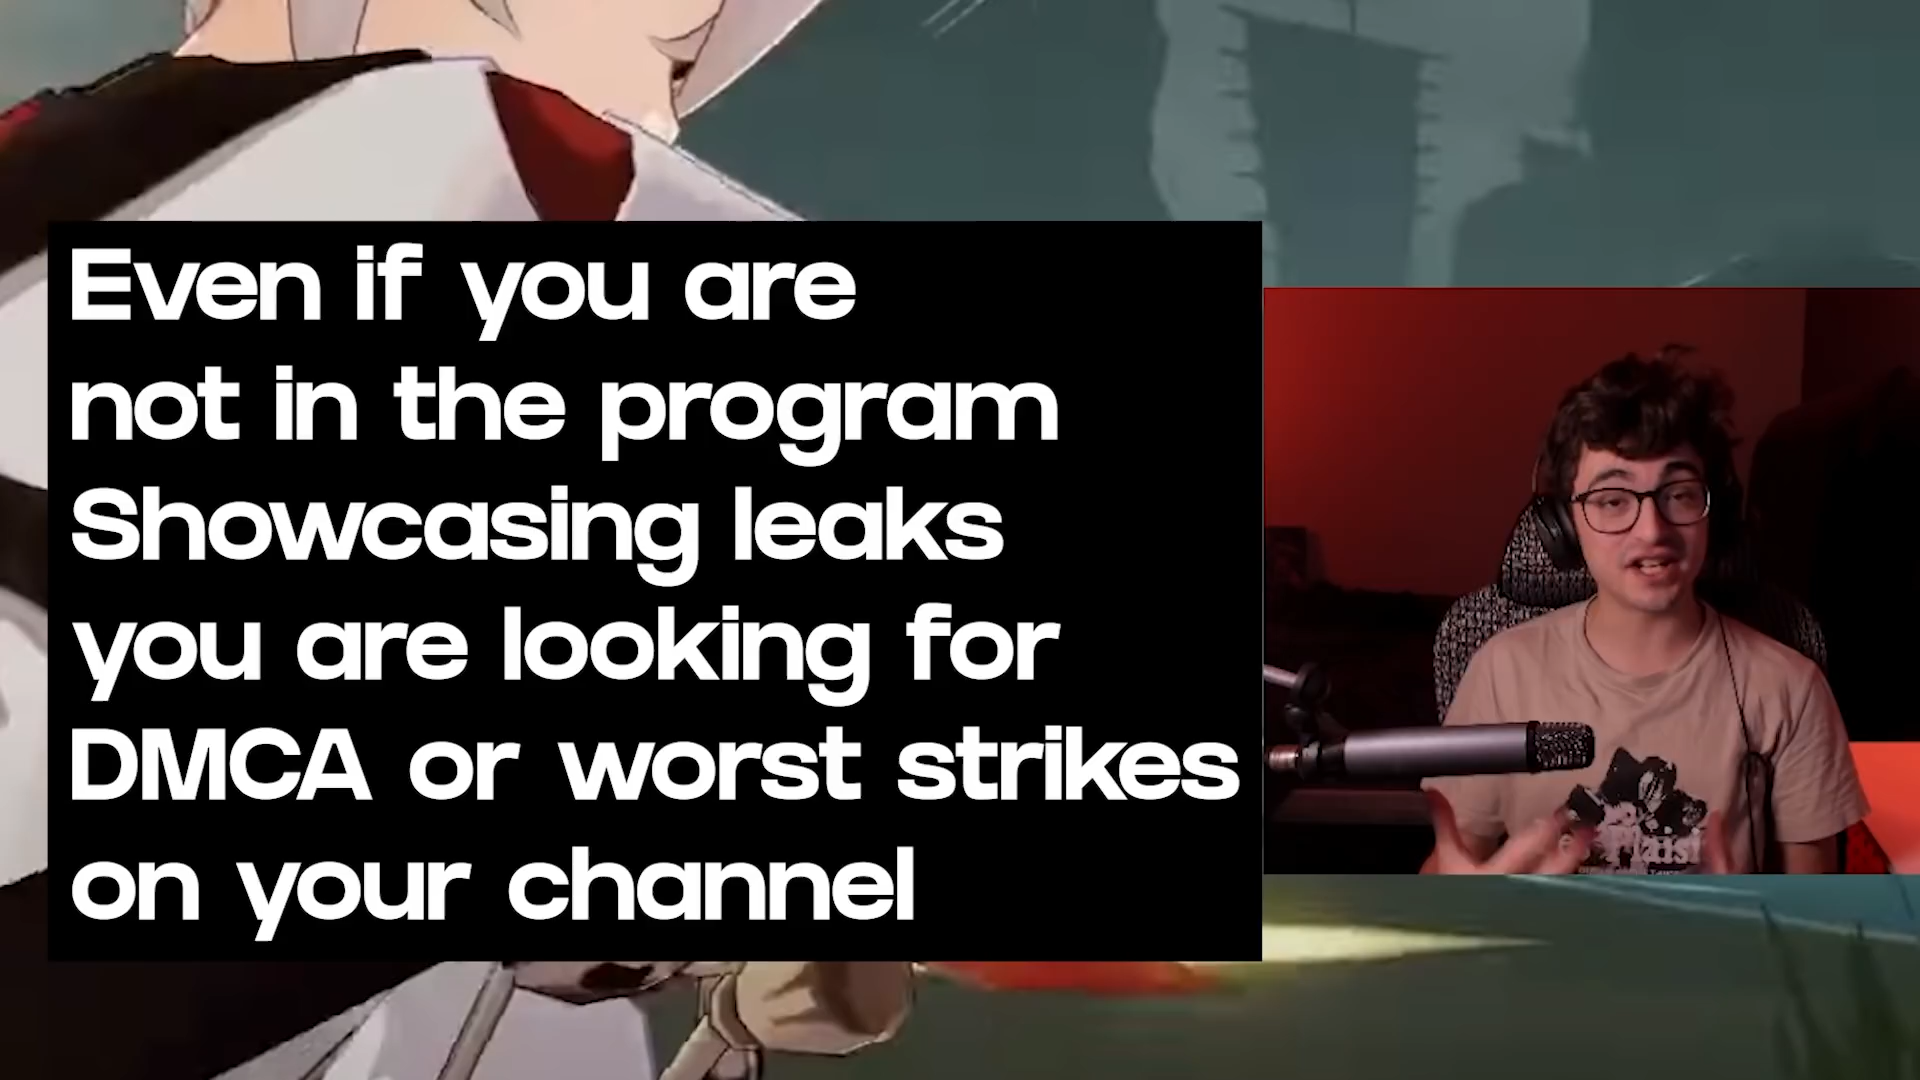 Even if you are
not in the program
Showcasing leaks
you are looking for
DMCA or worst strikes
on your channel